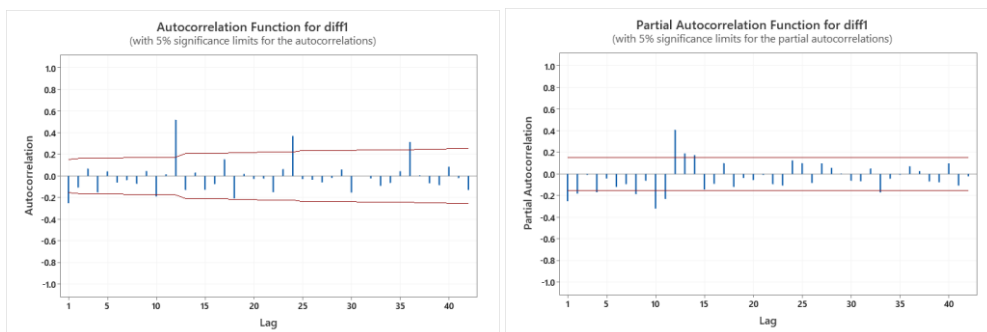 Autocorrelation Function for diff1
(with 5% significance limits for the autocorrelations)
1.0
0.8
0.6
0.4
0.2
0.0
-0.2
-0.4
-0.6
-0.8
-1.0
Autocorrelation
1 5 10 15 20 25 30 35 40
Lag
Partial Autocorrelation Function for diff1
(with 5% significance limits for the partial autocorrelations)
1.0
0.8
0.6
0.4
0.2
0.0
-0.2
-0.4
-0.6
-0.8
-1.0
Partial Autocorrelation
1 5 10 15 20 25 30 35 40
Lag